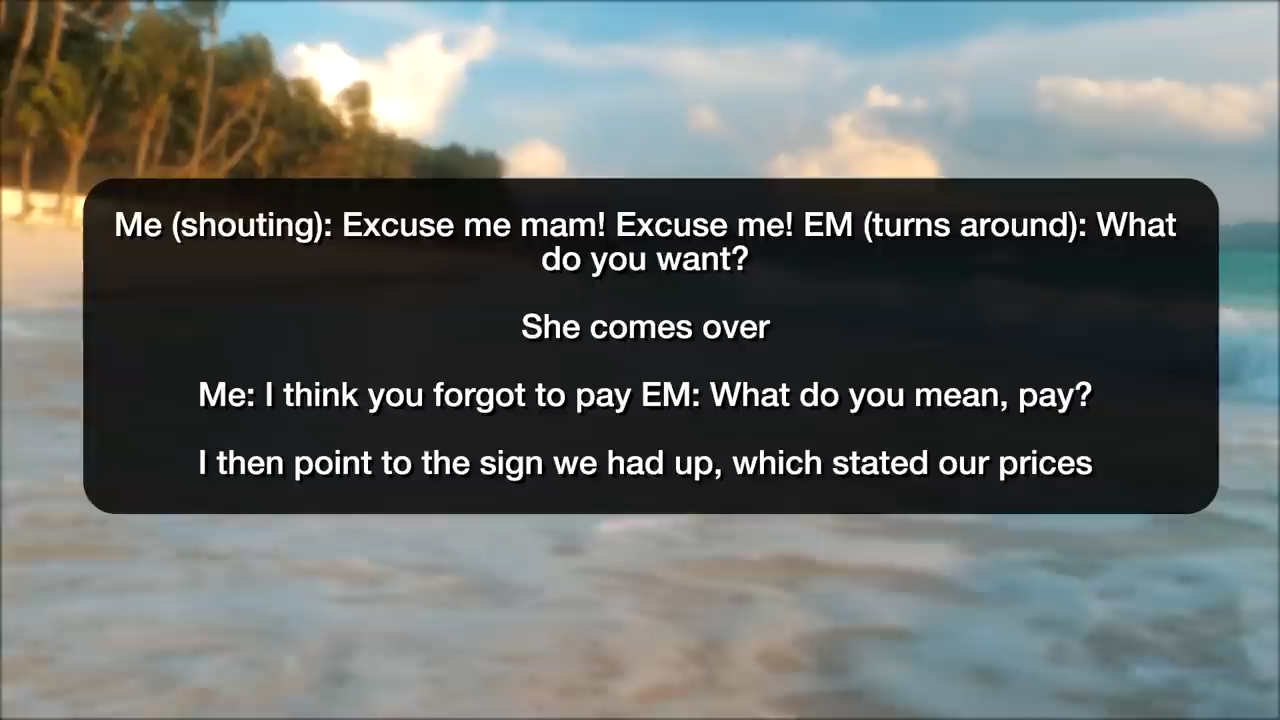 Me (shouting): Excuse me mam! Excuse me! EM (turns around): What
do you want?
She comes over
Me: I think you forgot to pay EM: What do you mean, pay?
I then point to the sign we had up, which stated our prices